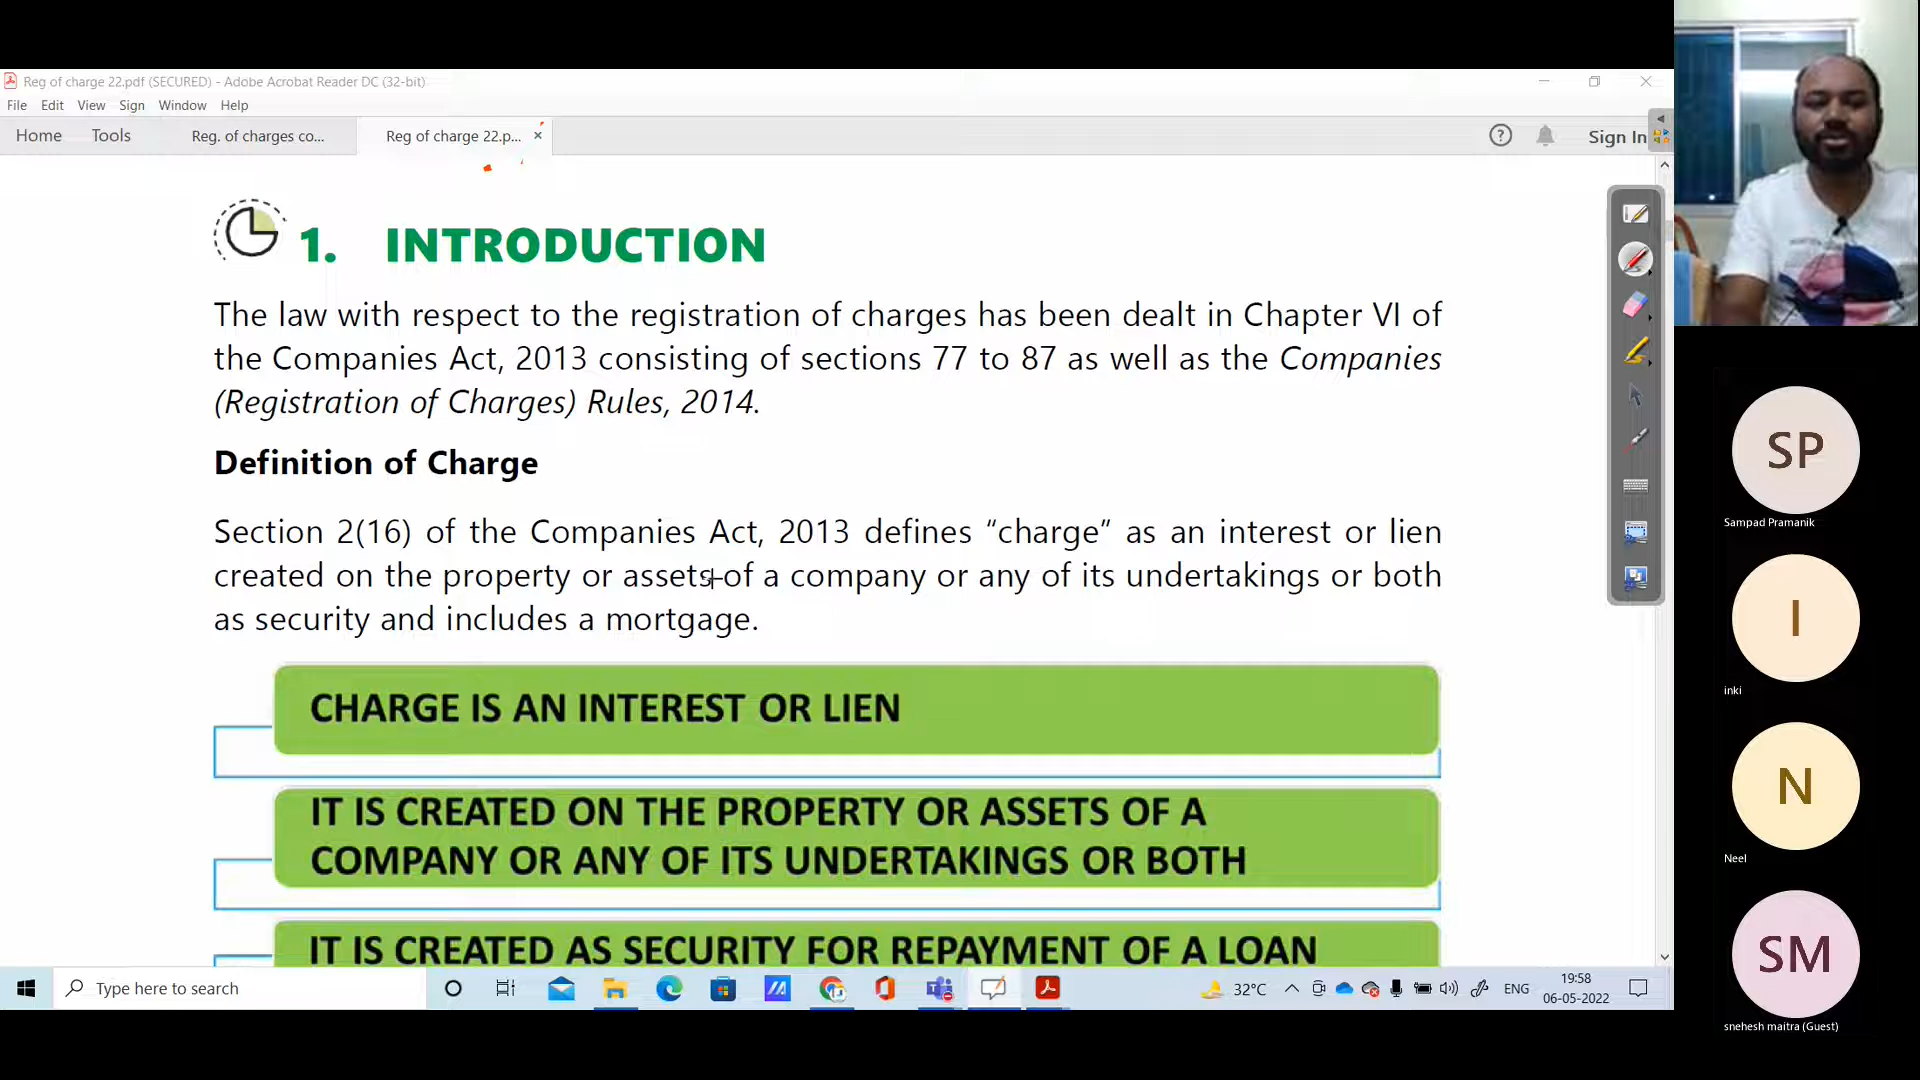 Reg of charge 22.pdf (SECURED) - Adobe Acrobat Reader DC (32-bit)
File Edit View Sign Window Help
Home Tools Reg. of charges co... Reg of charge 22.p... Sign In
1. INTRODUCTION
The law with respect to the registration of charges has been dealt in Chapter VI of
the Companies Act, 2013 consisting of sections 77 to 87 as well as the Companies
(Registration of Charges) Rules, 2014.
Definition of Charge
Section 2(16) of the Companies Act, 2013 defines “charge” as an interest or lien
created on the property or assets of a company or any of its undertakings or both
as security and includes a mortgage.
CHARGE IS AN INTEREST OR LIEN
IT IS CREATED ON THE PROPERTY OR ASSETS OF A
COMPANY OR ANY OF ITS UNDERTAKINGS OR BOTH
IT IS CREATED AS SECURITY FOR REPAYMENT OF A LOAN
Type here to search
32°C
ENG
19:58
06-05-2022
SP
Sampad Pramanik
I
inki
N
Neel
SM
snehesh maitra (Guest)